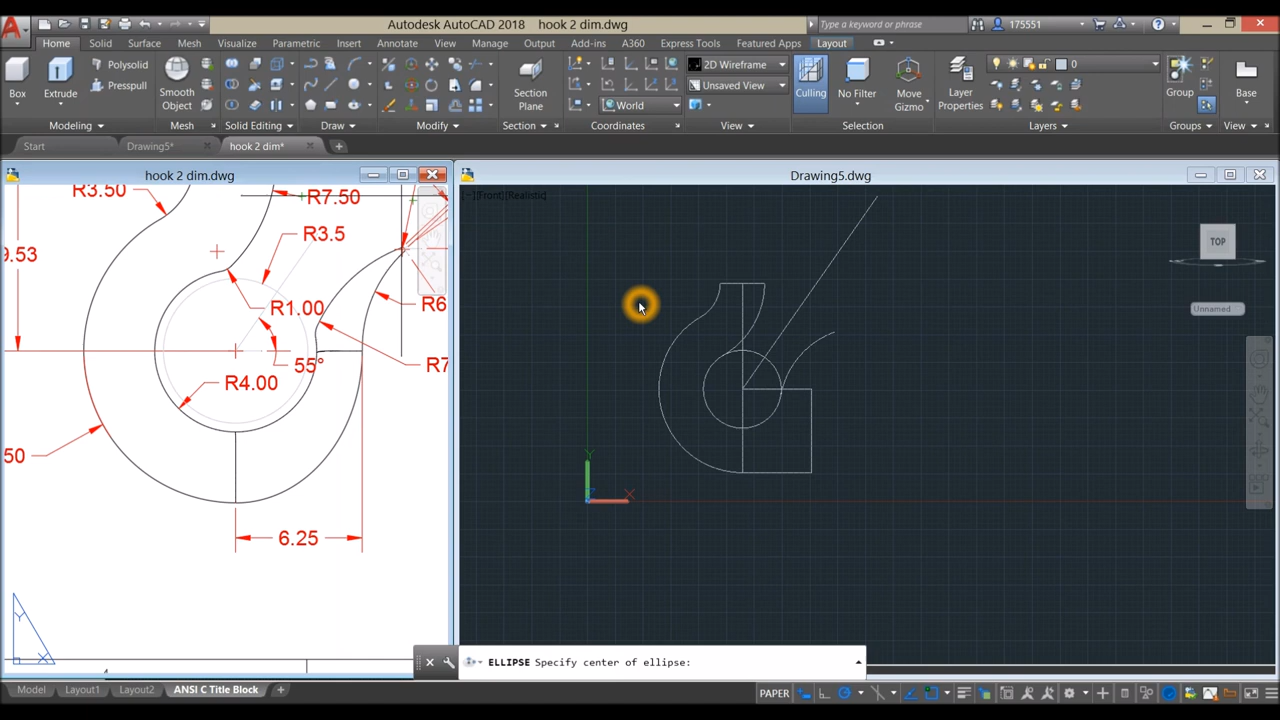 Autodesk AutoCAD 2018 hook 2 dim.dwg
Type a keyword or phrase
175551
Home Solid Surface Mesh Visualize Parametric Insert Annotate View Manage Output Add-ins A360 Express Tools Featured Apps Layout
Box Extrude Polysolid Presspull Smooth Object Section Plane World 2D Wireframe Unsaved View Culling No Filter Move Gizmo Layer Properties 0 Group Base
Modeling Mesh Solid Editing Draw Modify Section Coordinates View Selection Layers Groups View
Start Drawing5* hook 2 dim*
hook 2 dim.dwg
Drawing5.dwg
[−][Front][Realistic]
R3.50
R7.50
R3.5
9.53
R1.00
R6
55°
R7
R4.00
50
6.25
TOP
Unnamed
Y
X
Y
X
ELLIPSE Specify center of ellipse:
Model Layout1 Layout2 ANSI C Title Block
PAPER